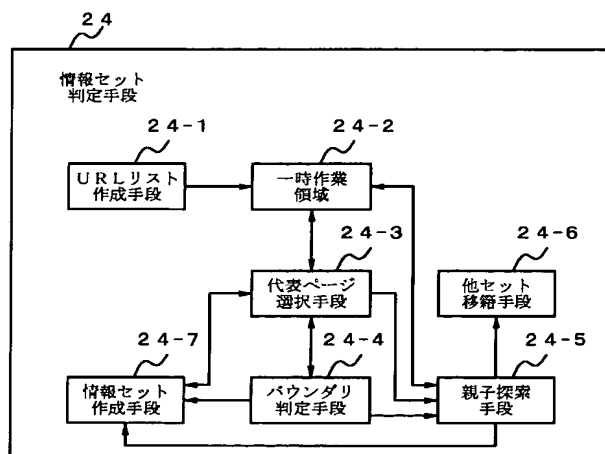 24
情報セット
判定手段
24-1
24-2
URLリスト
作成手段
一時作業
領域
24-3
24-6
代表ページ
選択手段
他セット
移籍手段
24-7
24-4
24-5
情報セット
作成手段
バウンダリ
判定手段
親子探索
手段